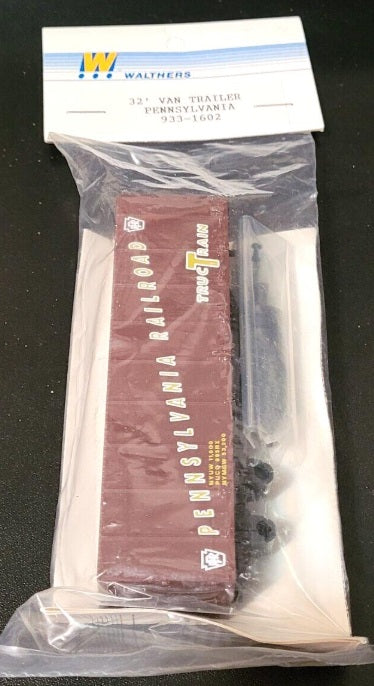 W
WALTHERS
32' VAN TRAILER
PENNSYLVANIA
933-1602
PENNSYLVANIA RAILROAD
TRUCTRAIN